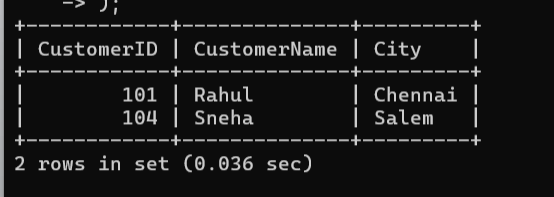 -> );
+------------+--------------+---------+
| CustomerID | CustomerName | City    |
+------------+--------------+---------+
|        101 | Rahul        | Chennai |
|        104 | Sneha        | Salem   |
+------------+--------------+---------+
2 rows in set (0.036 sec)